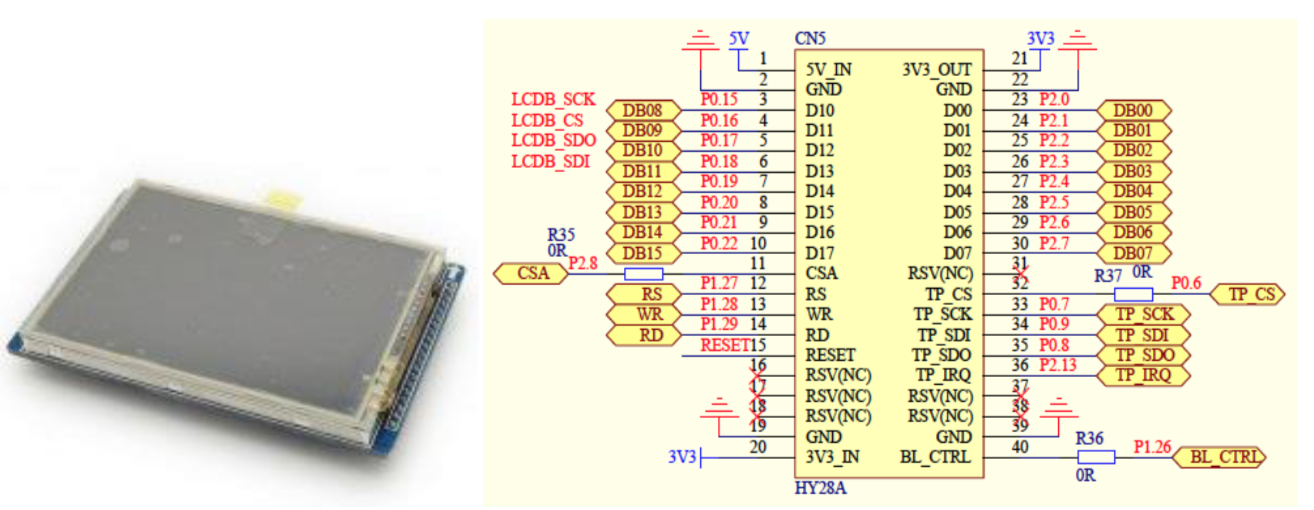 CN5
5V 1 5V_IN 3V3_OUT 21 3V3
2 GND GND 22
LCDB_SCK DB08 P0.15 3 D10 D00 23 P2.0 DB00
LCDB_CS DB09 P0.16 4 D11 D01 24 P2.1 DB01
LCDB_SDO DB10 P0.17 5 D12 D02 25 P2.2 DB02
LCDB_SDI DB11 P0.18 6 D13 D03 26 P2.3 DB03
DB12 P0.19 7 D14 D04 27 P2.4 DB04
DB13 P0.20 8 D15 D05 28 P2.5 DB05
DB14 P0.21 9 D16 D06 29 P2.6 DB06
DB15 P0.22 10 D17 D07 30 P2.7 DB07
R35
0R
CSA P2.8 11 CSA RSV(NC) 31
RS P1.27 12 RS TP_CS 32 R37 0R P0.6 TP_CS
WR P1.28 13 WR TP_SCK 33 P0.7 TP_SCK
RD P1.29 14 RD TP_SDI 34 P0.9 TP_SDI
RESET 15 RESET TP_SDO 35 P0.8 TP_SDO
16 RSV(NC) TP_IRQ 36 P2.13 TP_IRQ
17 RSV(NC) RSV(NC) 37
18 RSV(NC) RSV(NC) 38
19 GND GND 39
3V3 20 3V3_IN BL_CTRL 40 R36 0R P1.26 BL_CTRL
HY28A